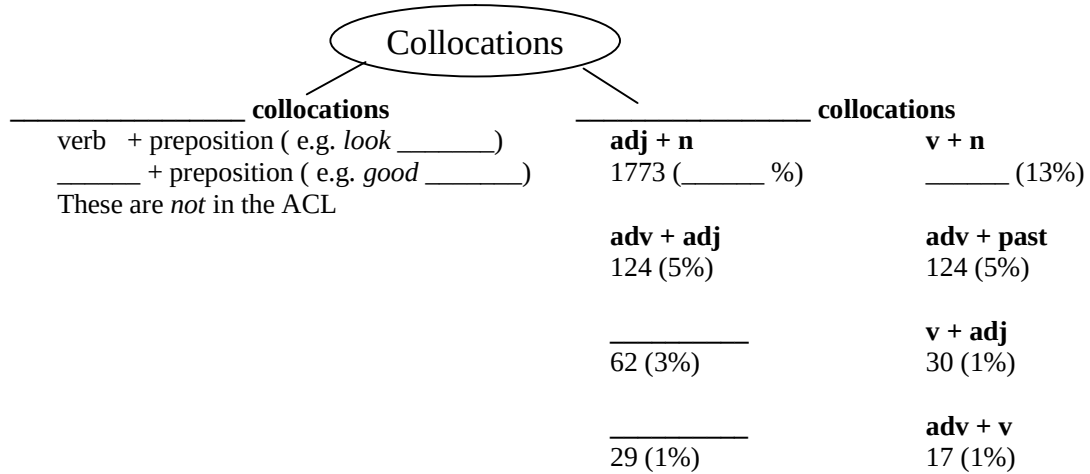 Collocations
_________________ collocations
verb + preposition ( e.g. look _______)
______ + preposition ( e.g. good _______)
These are not in the ACL
_________________ collocations
adj + n
1773 (______ %)
v + n
______ (13%)
adv + adj
124 (5%)
adv + past
124 (5%)
__________
62 (3%)
v + adj
30 (1%)
__________
29 (1%)
adv + v
17 (1%)